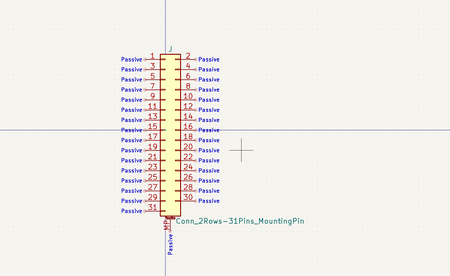 J
Passive 1 2 Passive
Passive 3 4 Passive
Passive 5 6 Passive
Passive 7 8 Passive
Passive 9 10 Passive
Passive 11 12 Passive
Passive 13 14 Passive
Passive 15 16 Passive
Passive 17 18 Passive
Passive 19 20 Passive
Passive 21 22 Passive
Passive 23 24 Passive
Passive 25 26 Passive
Passive 27 28 Passive
Passive 29 30 Passive
Passive 31
MP
Conn_2Rows-31Pins_MountingPin
Passive